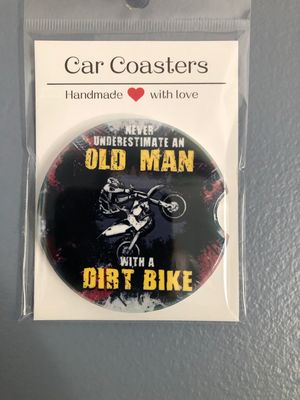 Car Coasters
Handmade with love
NEVER
UNDERESTIMATE AN
OLD MAN
WITH A
DIRT BIKE